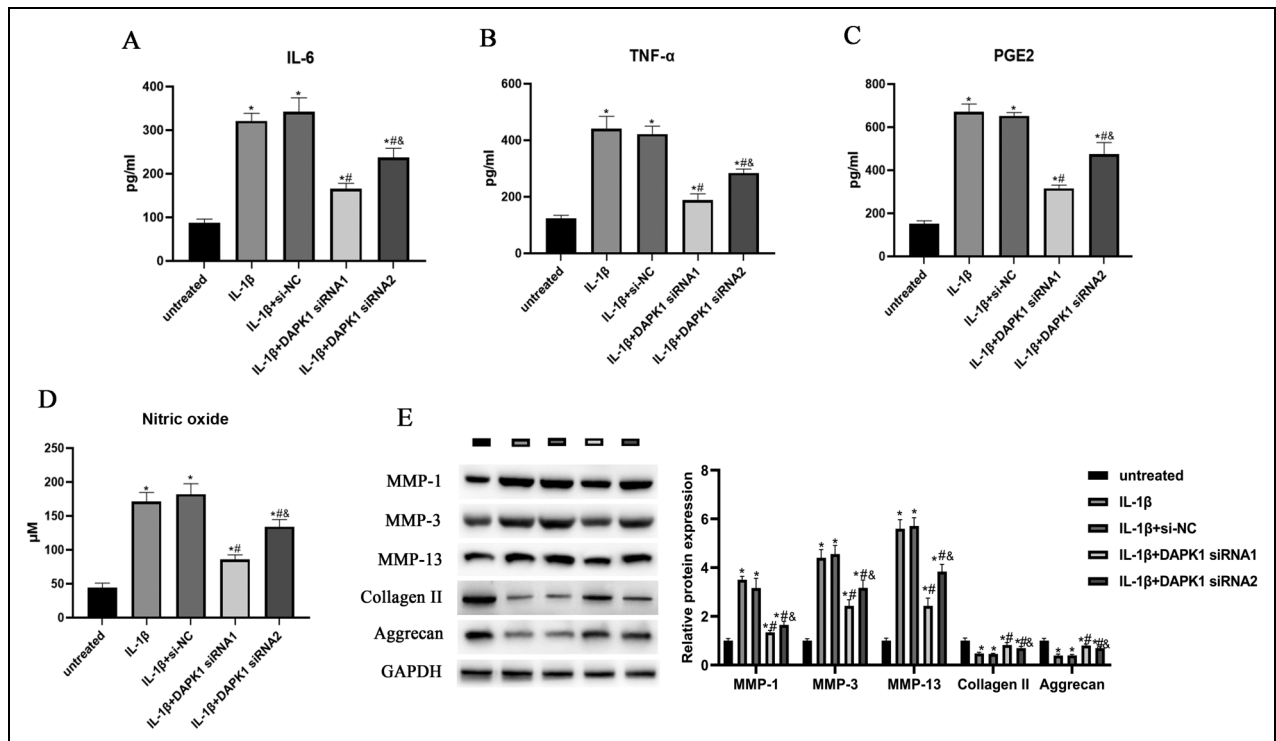 A
IL-6
pg/ml
400
300
200
100
0
*
*
*#
*#&
untreated
IL-1β
IL-1β+si-NC
IL-1β+DAPK1 siRNA1
IL-1β+DAPK1 siRNA2
B
TNF-α
pg/ml
600
400
200
0
*
*
*#
*#&
untreated
IL-1β
IL-1β+si-NC
IL-1β+DAPK1 siRNA1
IL-1β+DAPK1 siRNA2
C
PGE2
pg/ml
800
600
400
200
0
*
*
*#
*#&
untreated
IL-1β
IL-1β+si-NC
IL-1β+DAPK1 siRNA1
IL-1β+DAPK1 siRNA2
D
Nitric oxide
μM
250
200
150
100
50
0
*
*
*#
*#&
untreated
IL-1β
IL-1β+si-NC
IL-1β+DAPK1 siRNA1
IL-1β+DAPK1 siRNA2
E
MMP-1
MMP-3
MMP-13
Collagen II
Aggrecan
GAPDH
Relative protein expression
8
6
4
2
0
* * *# *#&
* * *# *#&
* * *# *#&
* * *# *#&
* * *# *#&
MMP-1 MMP-3 MMP-13 Collagen II Aggrecan
untreated
IL-1β
IL-1β+si-NC
IL-1β+DAPK1 siRNA1
IL-1β+DAPK1 siRNA2